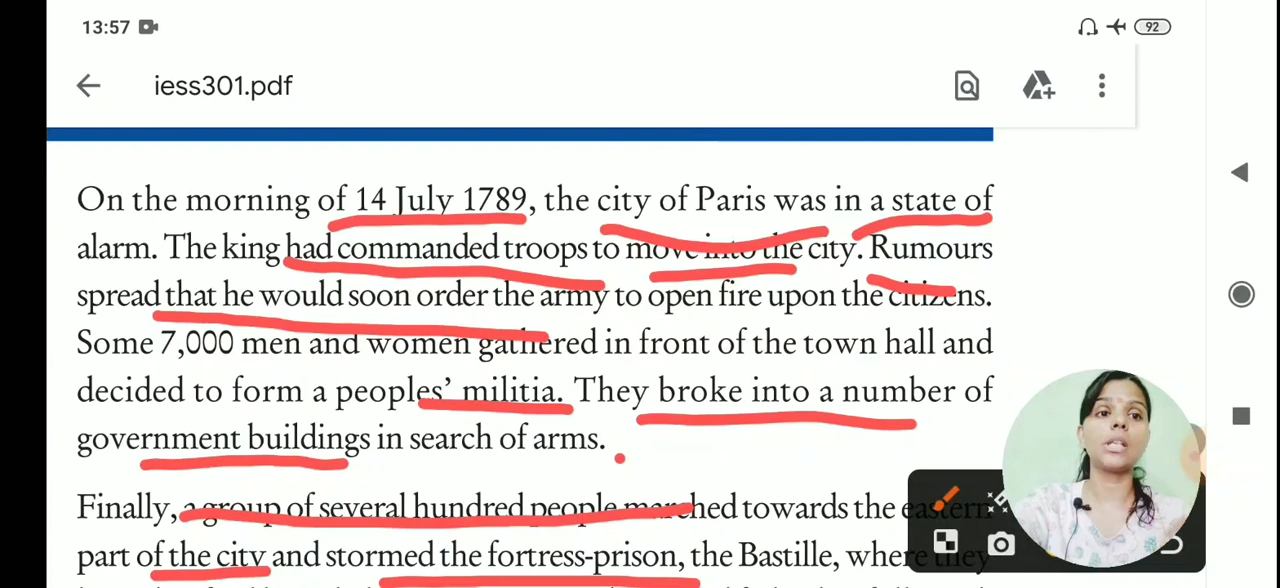 13:57
92
iess301.pdf
On the morning of 14 July 1789, the city of Paris was in a state of
alarm. The king had commanded troops to move into the city. Rumours
spread that he would soon order the army to open fire upon the citizens.
Some 7,000 men and women gathered in front of the town hall and
decided to form a peoples’ militia. They broke into a number of
government buildings in search of arms.
Finally, a group of several hundred people marched towards the eastern
part of the city and stormed the fortress-prison, the Bastille, where they